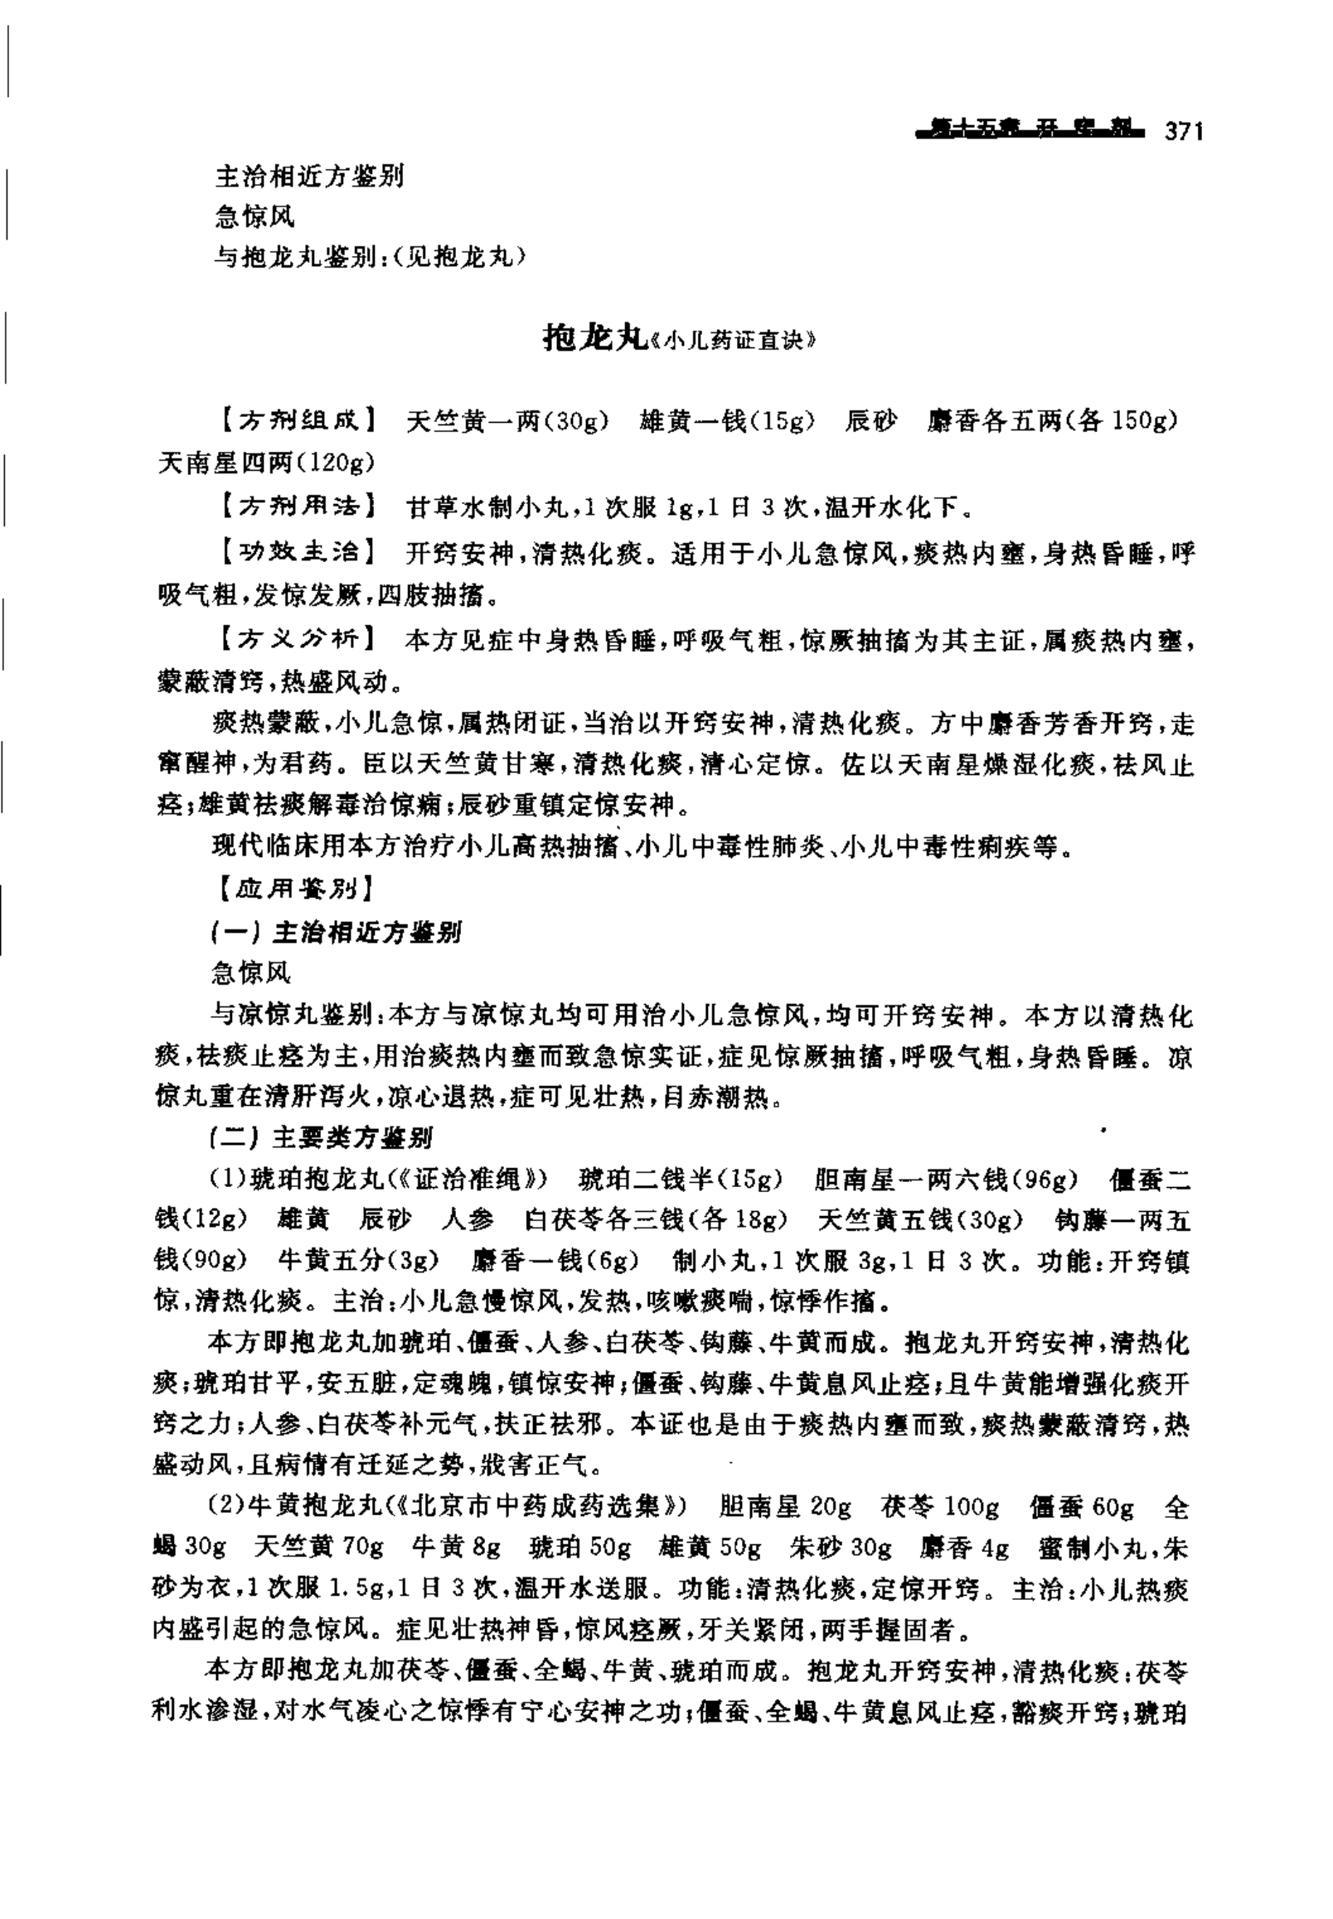 第十五章 开 窍 剂 371
主治相近方鉴别
急惊风
与抱龙丸鉴别:(见抱龙丸)
抱龙丸《小儿药证直诀》
【方剂组成】 天竺黄一两(30g) 雄黄一钱(15g) 辰砂 麝香各五两(各 150g)
天南星四两(120g)
【方剂用法】 甘草水制小丸,1 次服 1g,1 日 3 次,温开水化下。
【功效主治】 开窍安神,清热化痰。适用于小儿急惊风,痰热内壅,身热昏睡,呼
吸气粗,发惊发厥,四肢抽搐。
【方义分析】 本方见症中身热昏睡,呼吸气粗,惊厥抽搐为其主证,属痰热内壅,
蒙蔽清窍,热盛风动。
痰热蒙蔽,小儿急惊,属热闭证,当治以开窍安神,清热化痰。方中麝香芳香开窍,走
窜醒神,为君药。臣以天竺黄甘寒,清热化痰,清心定惊。佐以天南星燥湿化痰,祛风止
痉;雄黄祛痰解毒治惊痫;辰砂重镇定惊安神。
现代临床用本方治疗小儿高热抽搐、小儿中毒性肺炎、小儿中毒性痢疾等。
【应用鉴别】
(一) 主治相近方鉴别
急惊风
与凉惊丸鉴别:本方与凉惊丸均可用治小儿急惊风,均可开窍安神。本方以清热化
痰,祛痰止痉为主,用治痰热内壅而致急惊实证,症见惊厥抽搐,呼吸气粗,身热昏睡。凉
惊丸重在清肝泻火,凉心退热,症可见壮热,目赤潮热。
(二) 主要类方鉴别
(1)琥珀抱龙丸(《证治准绳》) 琥珀二钱半(15g) 胆南星一两六钱(96g) 僵蚕二
钱(12g) 雄黄 辰砂 人参 白茯苓各三钱(各 18g) 天竺黄五钱(30g) 钩藤一两五
钱(90g) 牛黄五分(3g) 麝香一钱(6g) 制小丸,1 次服 3g,1 日 3 次。功能:开窍镇
惊,清热化痰。主治:小儿急慢惊风,发热,咳嗽痰喘,惊悸作搐。
本方即抱龙丸加琥珀、僵蚕、人参、白茯苓、钩藤、牛黄而成。抱龙丸开窍安神,清热化
痰;琥珀甘平,安五脏,定魂魄,镇惊安神;僵蚕、钩藤、牛黄息风止痉;且牛黄能增强化痰开
窍之力;人参、白茯苓补元气,扶正祛邪。本证也是由于痰热内壅而致,痰热蒙蔽清窍,热
盛动风,且病情有迁延之势,戕害正气。
(2)牛黄抱龙丸(《北京市中药成药选集》) 胆南星 20g 茯苓 100g 僵蚕 60g 全
蝎 30g 天竺黄 70g 牛黄 8g 琥珀 50g 雄黄 50g 朱砂 30g 麝香 4g 蜜制小丸,朱
砂为衣,1 次服 1.5g,1 日 3 次,温开水送服。功能:清热化痰,定惊开窍。主治:小儿热痰
内盛引起的急惊风。症见壮热神昏,惊风痉厥,牙关紧闭,两手握固者。
本方即抱龙丸加茯苓、僵蚕、全蝎、牛黄、琥珀而成。抱龙丸开窍安神,清热化痰;茯苓
利水渗湿,对水气凌心之惊悸有宁心安神之功;僵蚕、全蝎、牛黄息风止痉,豁痰开窍;琥珀